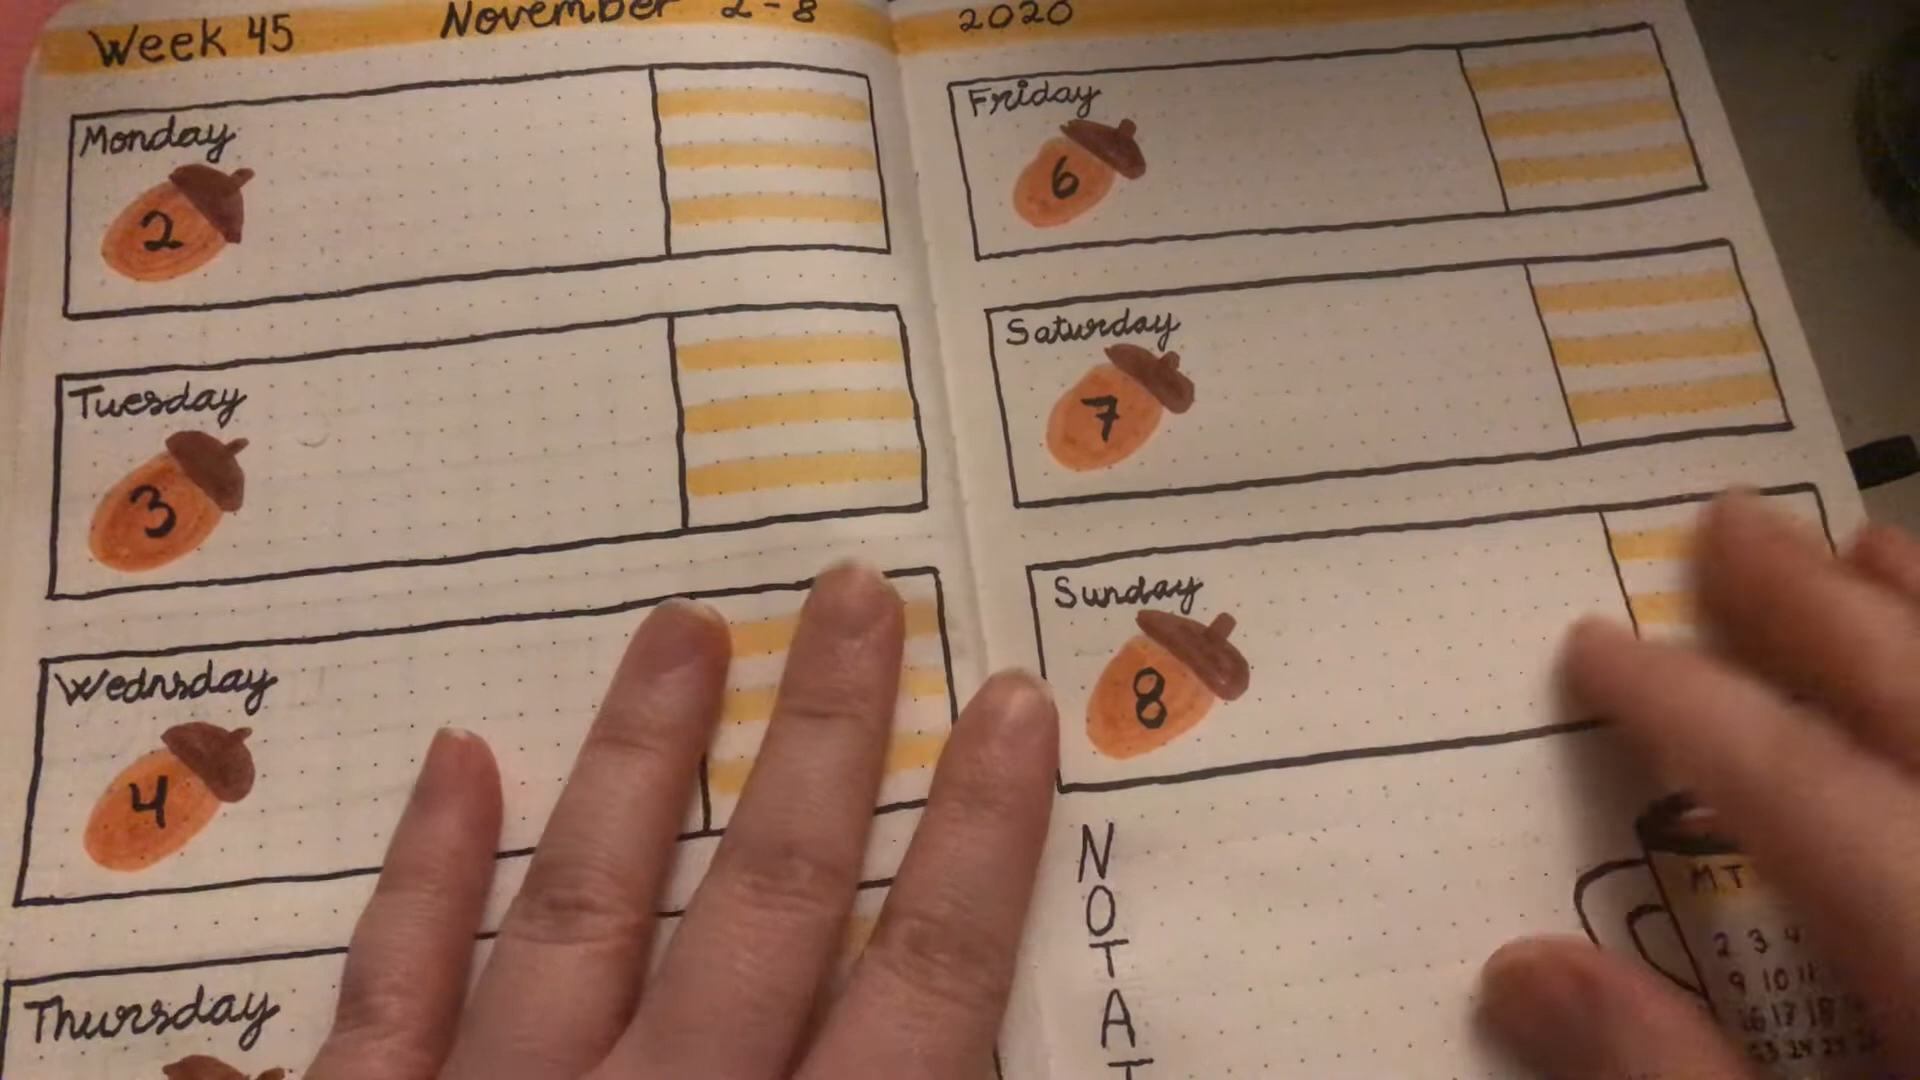 Week 45 November 2-8 2020
Monday
2
Tuesday
3
Wednsday
4
Thursday
Friday
6
Saturday
7
Sunday
8
N
O
T
A
T
M T
2 3 4
9 10 11
16 17 18
23 24 25